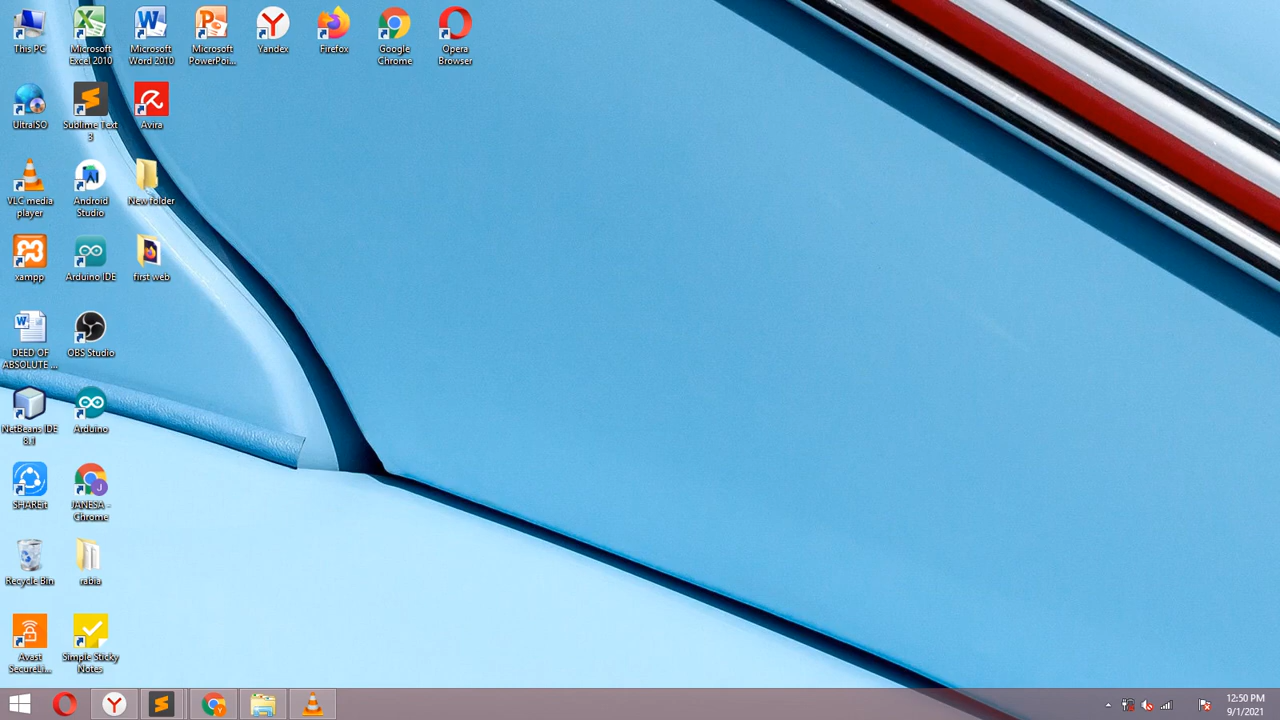 This PC
Microsoft
Excel 2010
Microsoft
Word 2010
Microsoft
PowerPoi...
Yandex
Firefox
Google
Chrome
Opera
Browser
UltraISO
Sublime Text
3
Avira
VLC media
player
Android
Studio
New folder
xampp
Arduino IDE
first web
DEED OF
ABSOLUTE ...
OBS Studio
NetBeans IDE
8.1
Arduino
SHAREit
JANESA -
Chrome
Recycle Bin
rabia
Avast
SecureLi...
Simple Sticky
Notes
12:50 PM
9/1/2021